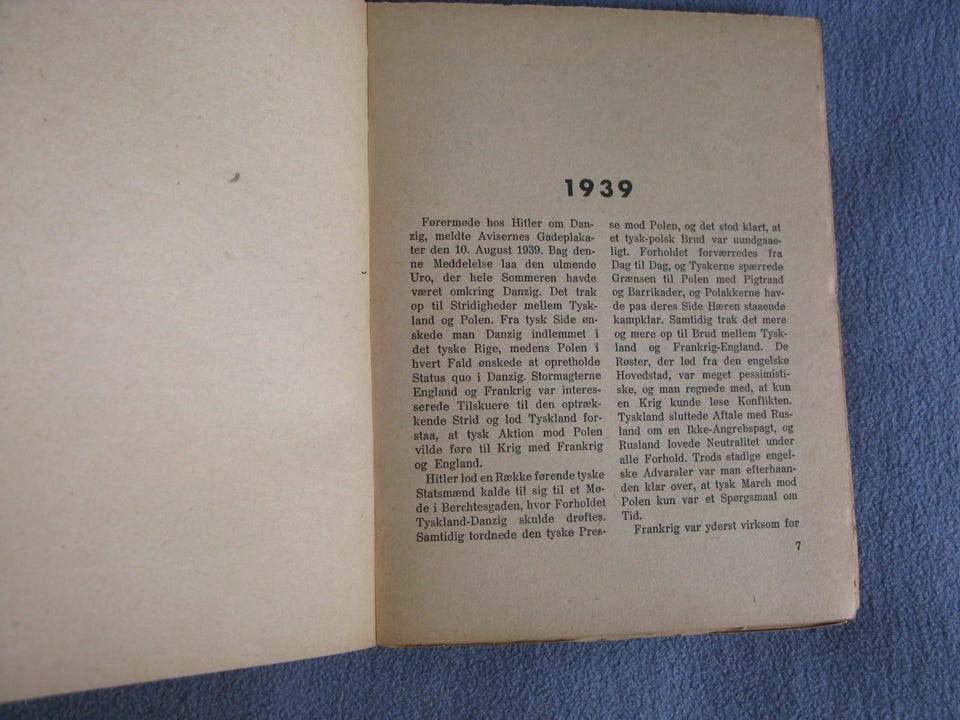 1939
Førermøde hos Hitler om Dan-
zig, meldte Avisernes Gadeplaka-
ter den 10. August 1939. Bag den-
ne Meddelelse laa den ulmende
Uro, der hele Sommeren havde
været omkring Danzig. Det trak
op til Stridigheder mellem Tysk-
land og Polen. Fra tysk Side øn-
skede man Danzig indlemmet i
det tyske Rige, medens Polen i
hvert Fald ønskede at opretholde
Status quo i Danzig. Stormagterne
England og Frankrig var interes-
serede Tilskuere til den optræk-
kende Strid og lod Tyskland for-
staa, at tysk Aktion mod Polen
vilde føre til Krig med Frankrig
og England.
Hitler lod en Række førende tyske
Statsmænd kalde til sig til et Mø-
de i Berchtesgaden, hvor Forholdet
Tyskland-Danzig skulde drøftes.
Samtidig tordnede den tyske Pres-
se mod Polen, og det stod klart, at
et tysk-polsk Brud var uundgaae-
ligt. Forholdet forværredes fra
Dag til Dag, og Tyskerne spærrede
Grænsen til Polen med Pigtraad
og Barrikader, og Polakkerne hav-
de paa deres Side Hæren staaende
kampklar. Samtidig trak det mere
og mere op til Brud mellem Tysk-
land og Frankrig-England. De
Røster, der lød fra den engelske
Hovedstad, var meget pessimisti-
ske, og man regnede med, at kun
en Krig kunde løse Konflikten.
Tyskland sluttede Aftale med Rus-
land om en Ikke-Angrebspagt, og
Rusland lovede Neutralitet under
alle Forhold. Trods stadige engel-
ske Advarsler var man efterhaan-
den klar over, at tysk March mod
Polen kun var et Spørgsmaal om
Tid.
Frankrig var yderst virksom for
7